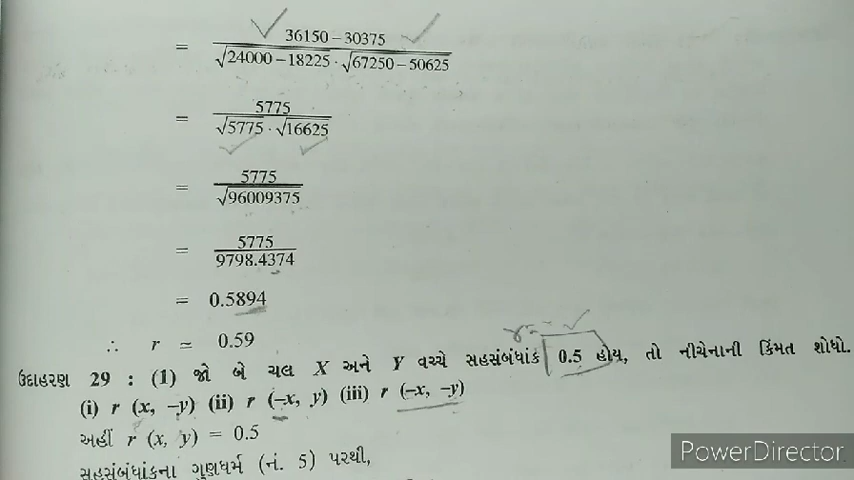 = 36150 – 30375 / √24000 – 18225 · √67250 – 50625
= 5775 / √5775 · √16625
= 5775 / √96009375
= 5775 / 9798.4374
= 0.5894
∴ r = 0.59
ઉદાહરણ 29 : (1) જો બે ચલ X અને Y વચ્ચે સહસંબંધાંક 0.5 હોય, તો નીચેનાની કિંમત શોધો.
(i) r (x, –y) (ii) r (–x, y) (iii) r (–x, –y)
અહીં r (x, y) = 0.5
સહસંબંધાંકના ગુણધર્મ (નં. 5) પરથી,
PowerDirector